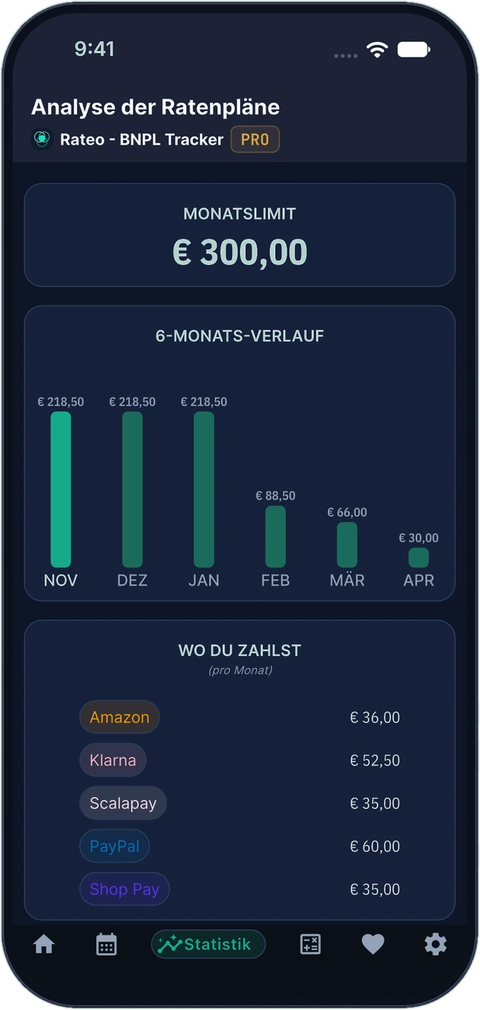 9:41
Analyse der Ratenpläne
Rateo - BNPL Tracker PRO
MONATSLIMIT
€ 300,00
6-MONATS-VERLAUF
€ 218,50 € 218,50 € 218,50
€ 88,50
€ 66,00
€ 30,00
NOV DEZ JAN FEB MÄR APR
WO DU ZAHLST
(pro Monat)
Amazon € 36,00
Klarna € 52,50
Scalapay € 35,00
PayPal € 60,00
Shop Pay € 35,00
Statistik